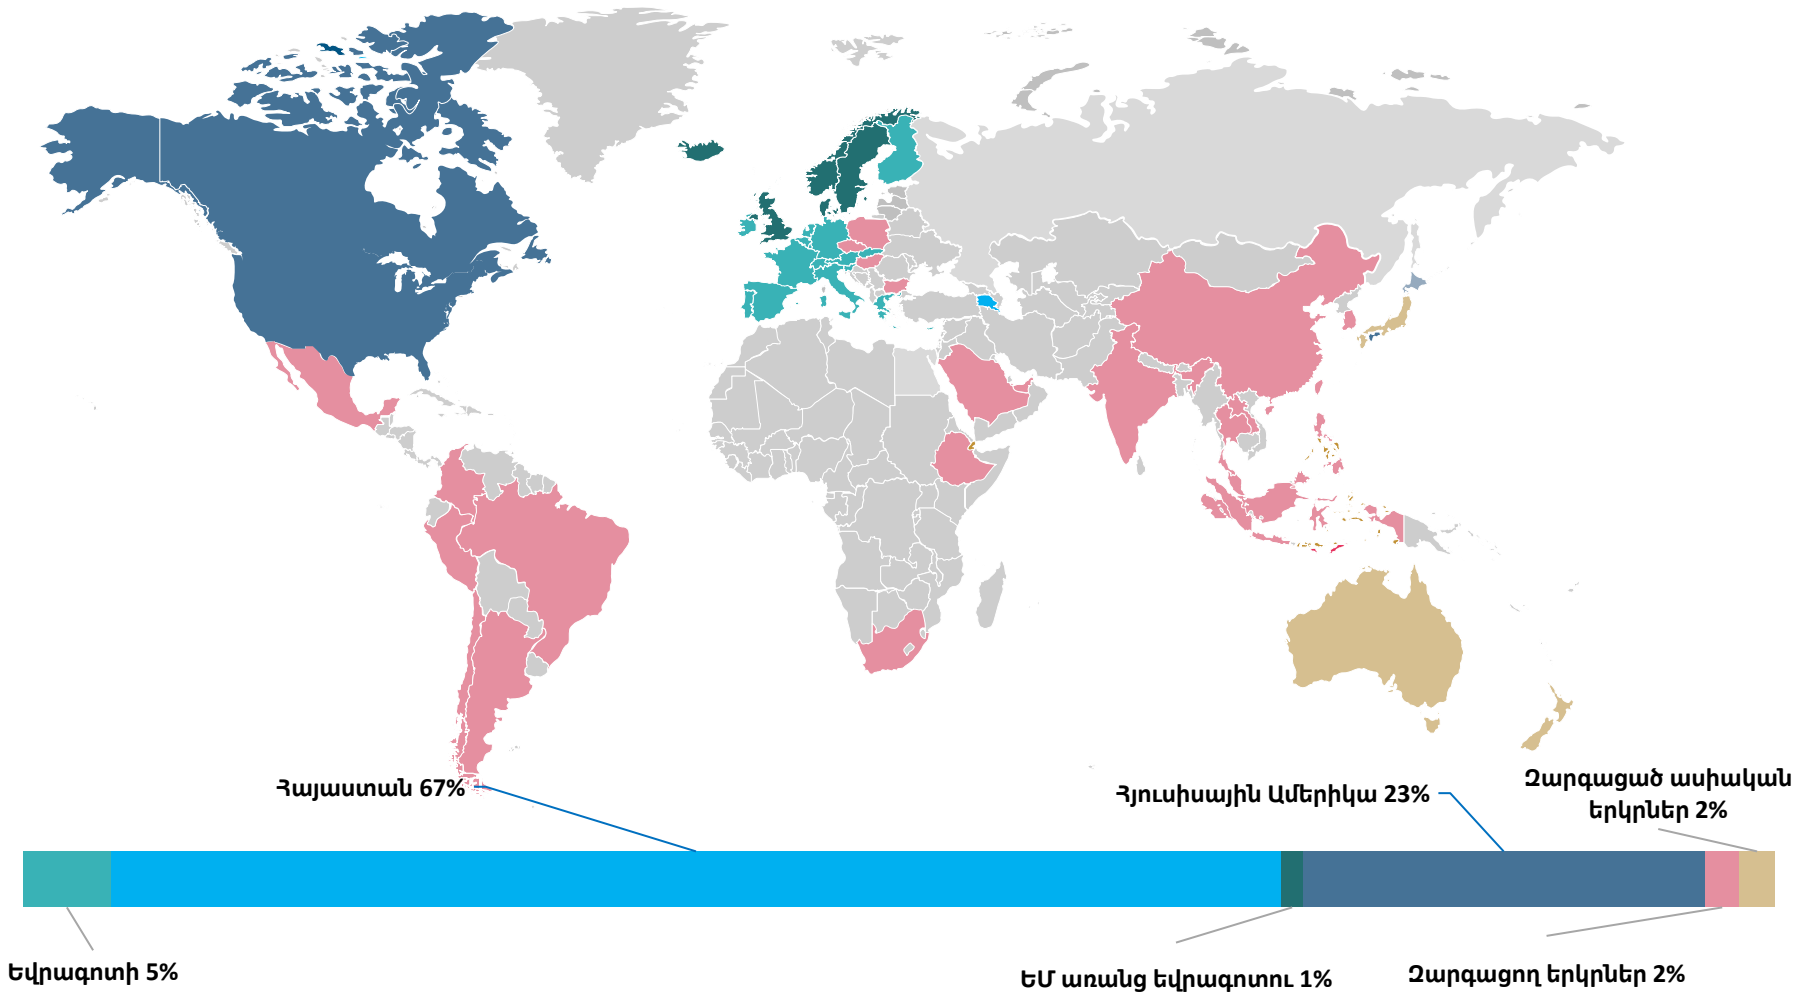 Հայաստան 67%
Հյուսիսային Ամերիկա 23%
Զարգացած ասիական
երկրներ 2%
Եվրագոտի 5%
ԵՄ առանց եվրագոտու 1%
Զարգացող երկրներ 2%